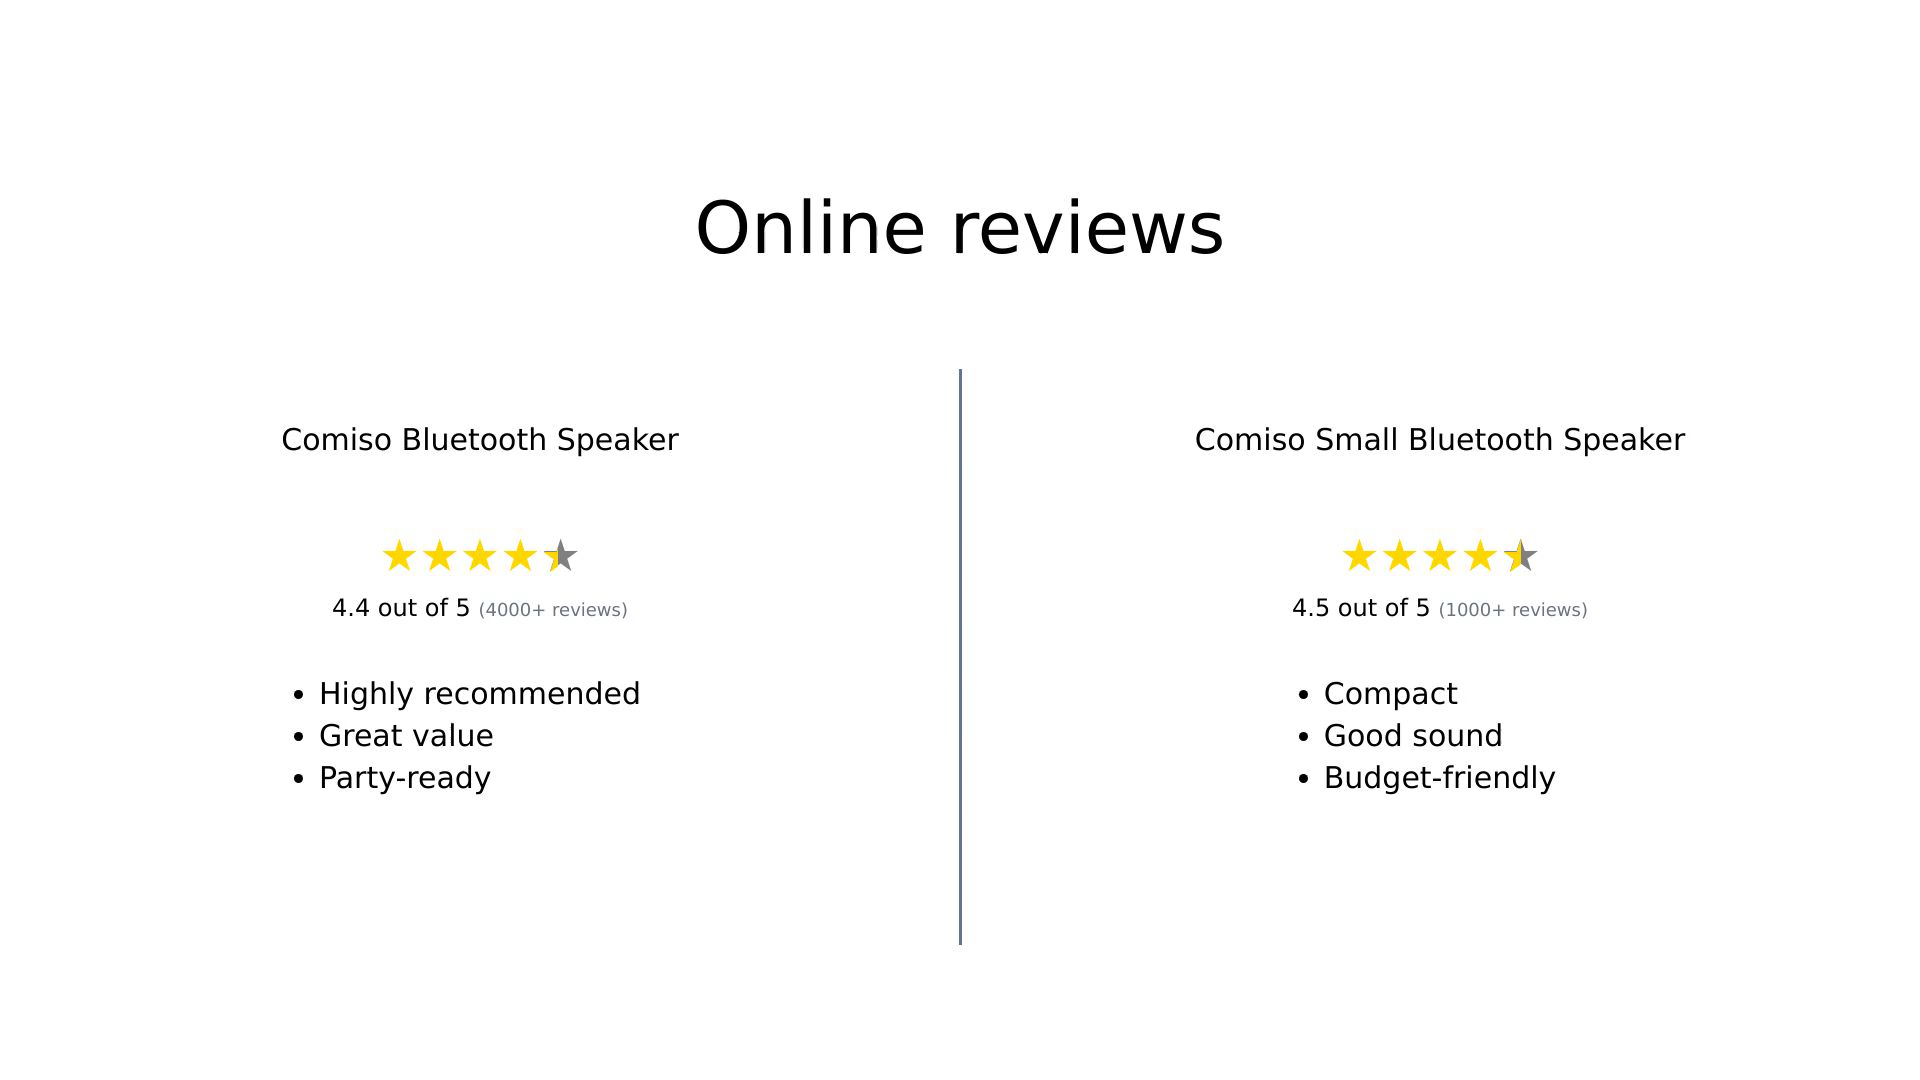 Online reviews
Comiso Bluetooth Speaker
4.4 out of 5 (4000+ reviews)
• Highly recommended
• Great value
• Party-ready
Comiso Small Bluetooth Speaker
4.5 out of 5 (1000+ reviews)
• Compact
• Good sound
• Budget-friendly